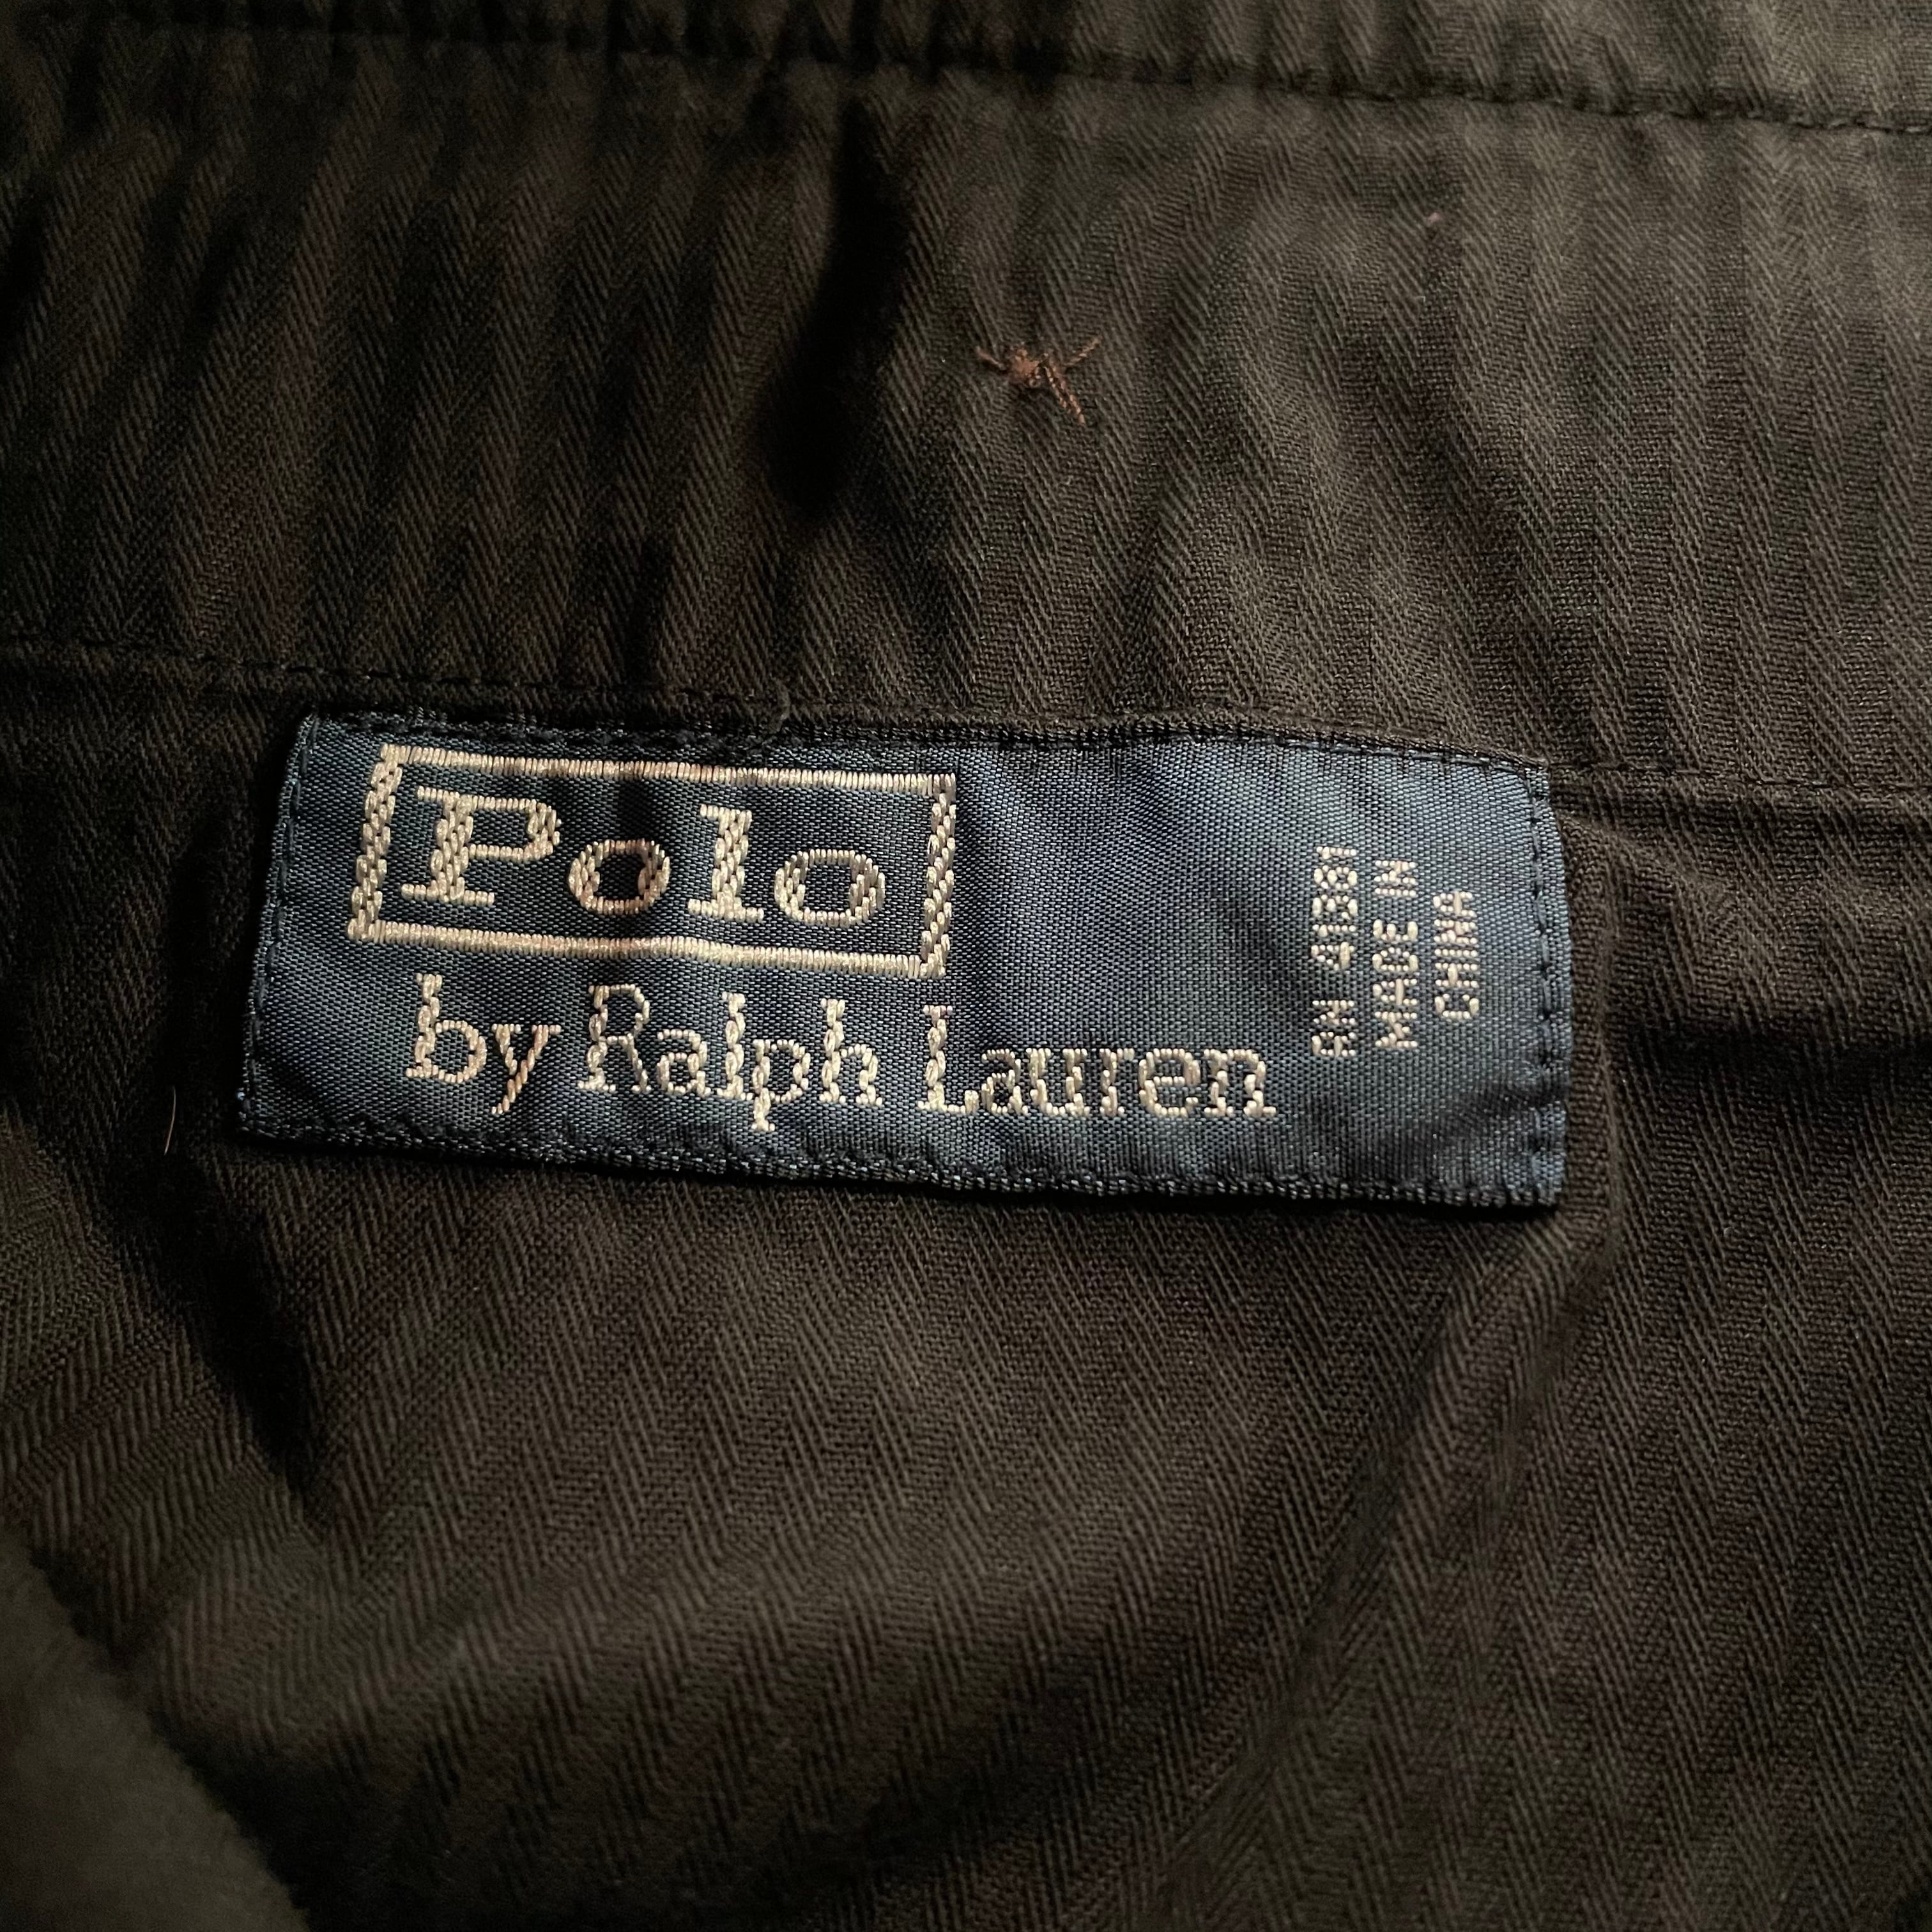 Polo
by Ralph Lauren
RN 41381
MADE IN
CHINA